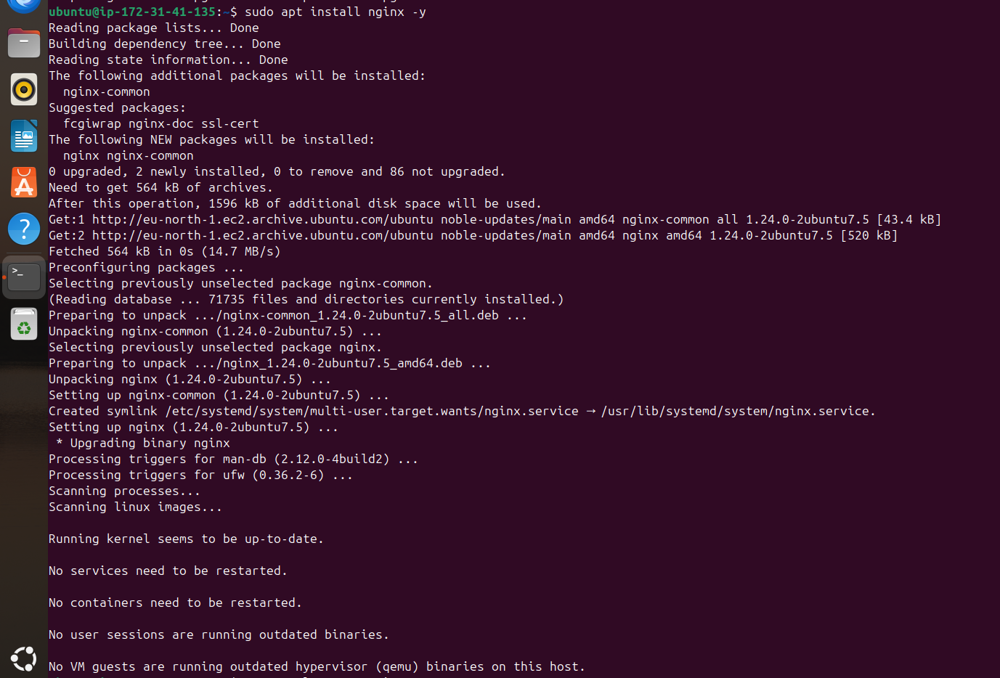 ubuntu@ip-172-31-41-135:~$ sudo apt install nginx -y
Reading package lists... Done
Building dependency tree... Done
Reading state information... Done
The following additional packages will be installed:
  nginx-common
Suggested packages:
  fcgiwrap nginx-doc ssl-cert
The following NEW packages will be installed:
  nginx nginx-common
0 upgraded, 2 newly installed, 0 to remove and 86 not upgraded.
Need to get 564 kB of archives.
After this operation, 1596 kB of additional disk space will be used.
Get:1 http://eu-north-1.ec2.archive.ubuntu.com/ubuntu noble-updates/main amd64 nginx-common all 1.24.0-2ubuntu7.5 [43.4 kB]
Get:2 http://eu-north-1.ec2.archive.ubuntu.com/ubuntu noble-updates/main amd64 nginx amd64 1.24.0-2ubuntu7.5 [520 kB]
Fetched 564 kB in 0s (14.7 MB/s)
Preconfiguring packages ...
Selecting previously unselected package nginx-common.
(Reading database ... 71735 files and directories currently installed.)
Preparing to unpack .../nginx-common_1.24.0-2ubuntu7.5_all.deb ...
Unpacking nginx-common (1.24.0-2ubuntu7.5) ...
Selecting previously unselected package nginx.
Preparing to unpack .../nginx_1.24.0-2ubuntu7.5_amd64.deb ...
Unpacking nginx (1.24.0-2ubuntu7.5) ...
Setting up nginx-common (1.24.0-2ubuntu7.5) ...
Created symlink /etc/systemd/system/multi-user.target.wants/nginx.service → /usr/lib/systemd/system/nginx.service.
Setting up nginx (1.24.0-2ubuntu7.5) ...
 * Upgrading binary nginx
Processing triggers for man-db (2.12.0-4build2) ...
Processing triggers for ufw (0.36.2-6) ...
Scanning processes...
Scanning linux images...
Running kernel seems to be up-to-date.
No services need to be restarted.
No containers need to be restarted.
No user sessions are running outdated binaries.
No VM guests are running outdated hypervisor (qemu) binaries on this host.